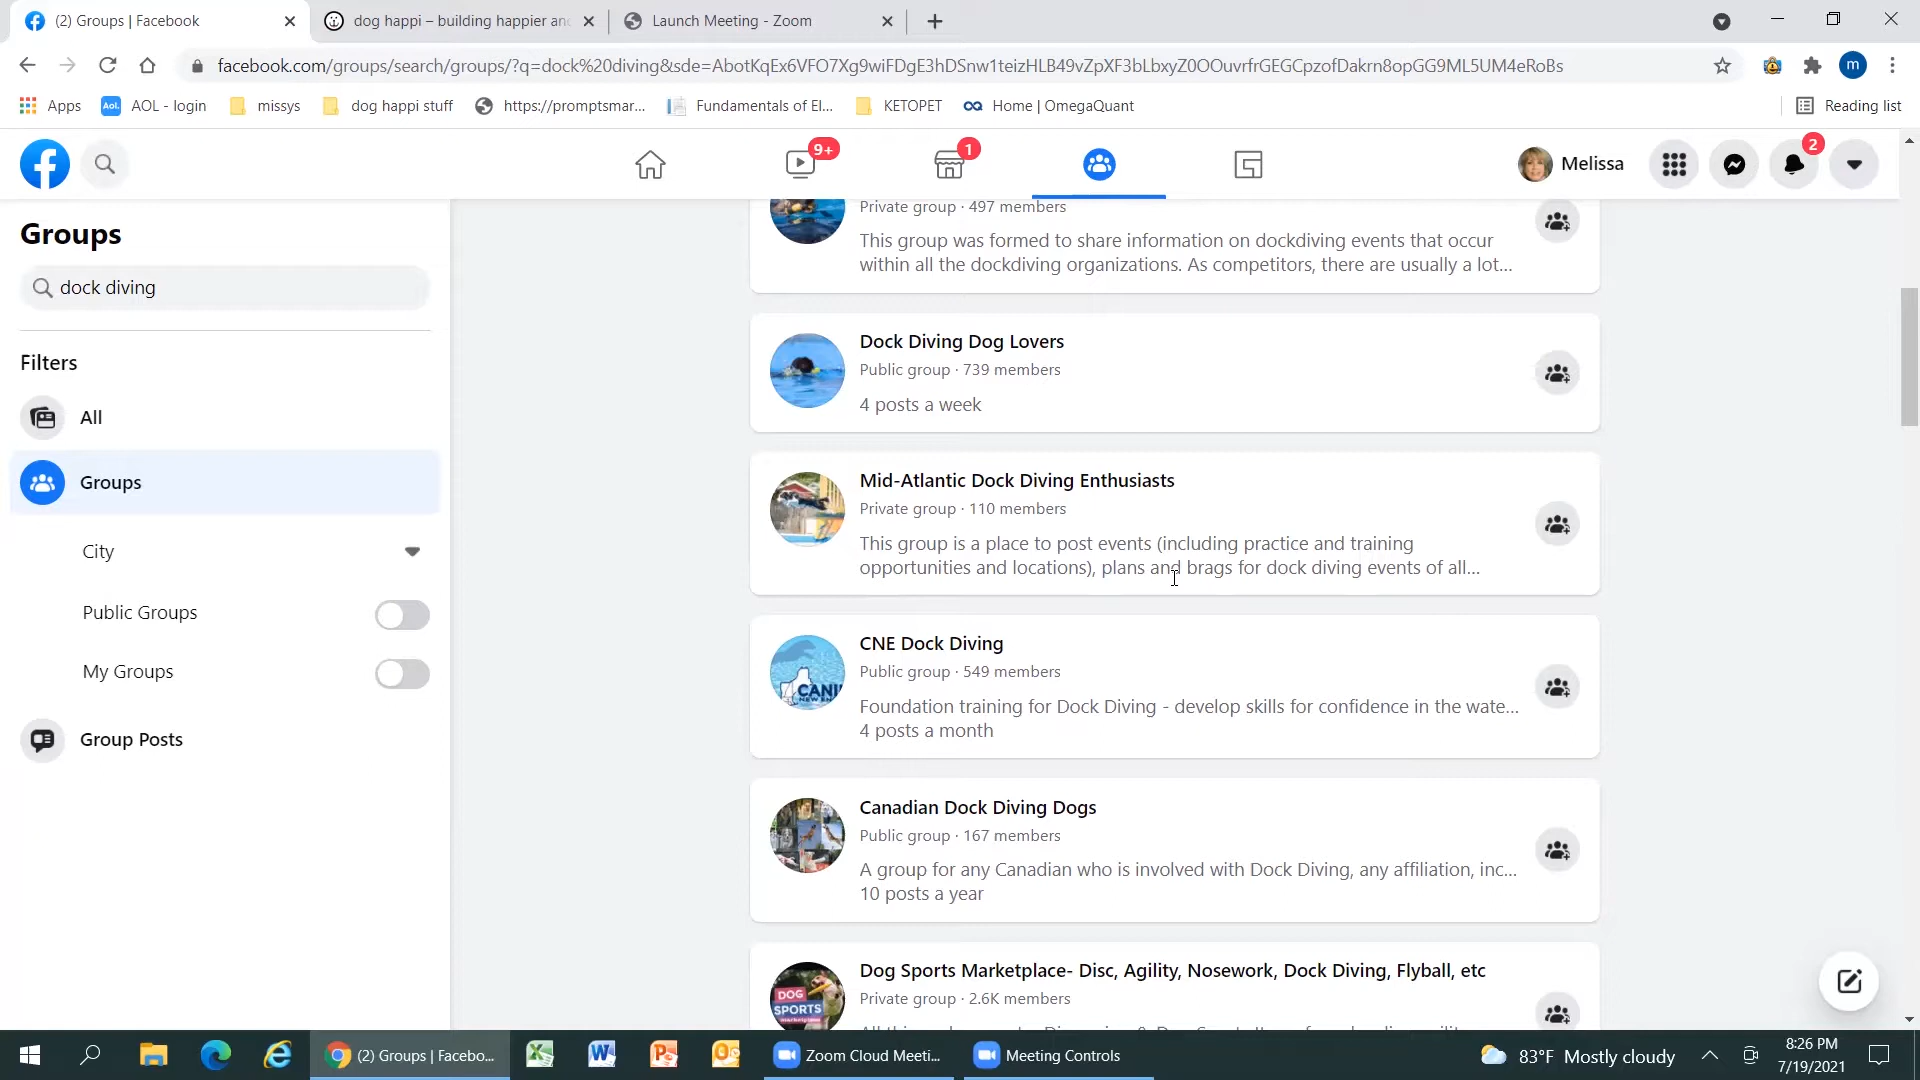 (2) Groups | Facebook
dog happi – building happier an
Launch Meeting - Zoom
facebook.com/groups/search/groups/?q=dock%20diving&sde=AbotKqEx6VFO7Xg9wiFDgE3hDSnw1teizHLB49vZpXF3bLbxyZ0OOuvrfrGEGCpzofDakrn8opGG9ML5UM4eRoBs
m
Apps
Aol.
AOL - login
missys
dog happi stuff
https://promptsmar...
Fundamentals of El...
KETOPET
Home | OmegaQuant
Reading list
9+
1
Melissa
2
Groups
dock diving
Filters
All
Groups
City
Public Groups
My Groups
Group Posts
Private group · 497 members
This group was formed to share information on dockdiving events that occur
within all the dockdiving organizations. As competitors, there are usually a lot...
Dock Diving Dog Lovers
Public group · 739 members
4 posts a week
Mid-Atlantic Dock Diving Enthusiasts
Private group · 110 members
This group is a place to post events (including practice and training
opportunities and locations), plans and brags for dock diving events of all...
CANI
CNE Dock Diving
Public group · 549 members
Foundation training for Dock Diving - develop skills for confidence in the wate...
4 posts a month
Canadian Dock Diving Dogs
Public group · 167 members
A group for any Canadian who is involved with Dock Diving, any affiliation, inc...
10 posts a year
DOG
SPORTS
Dog Sports Marketplace- Disc, Agility, Nosework, Dock Diving, Flyball, etc
Private group · 2.6K members
(2) Groups | Facebo...
Zoom Cloud Meeti...
Meeting Controls
83°F Mostly cloudy
8:26 PM
7/19/2021